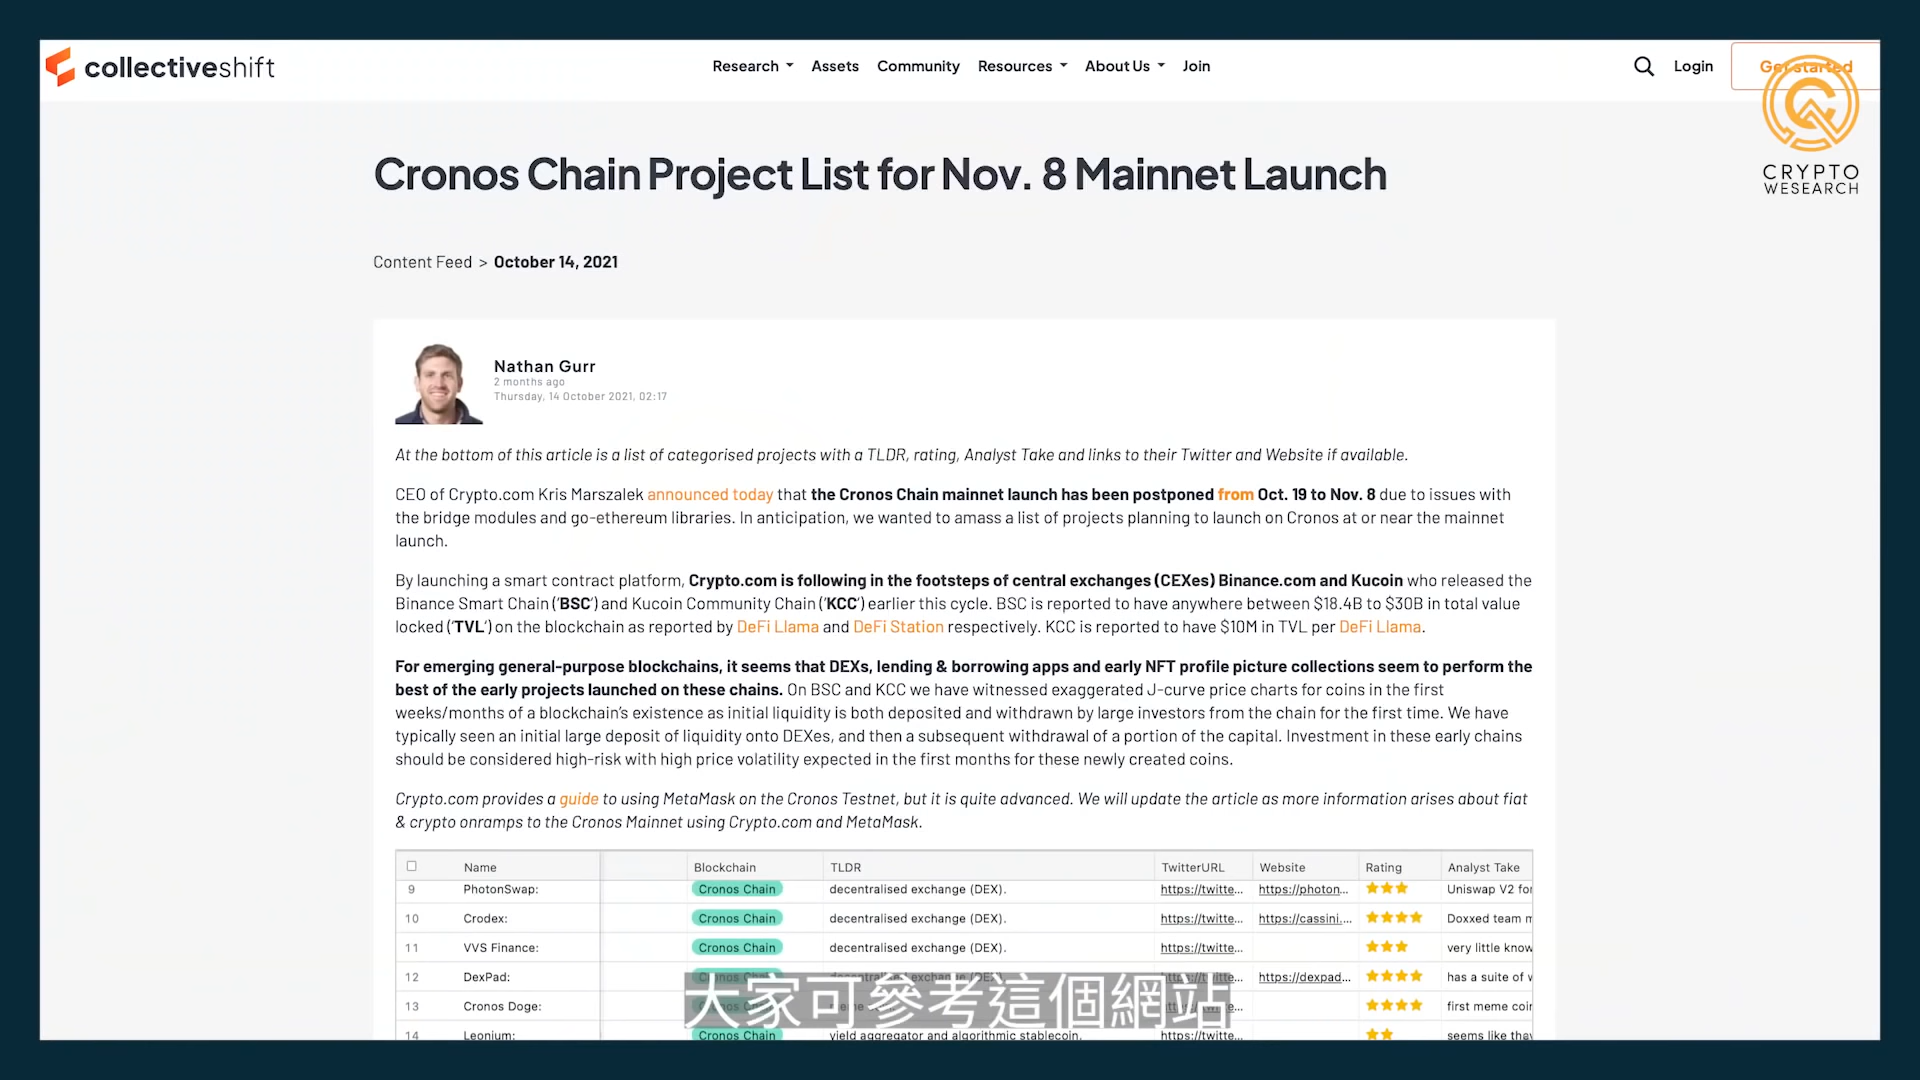 collectiveshift
Research Assets Community Resources About Us Join
Login
Get started
CRYPTO
WESEARCH
Cronos Chain Project List for Nov. 8 Mainnet Launch
Content Feed > October 14, 2021
Nathan Gurr
2 months ago
Thursday, 14 October 2021, 02:17
At the bottom of this article is a list of categorised projects with a TLDR, rating, Analyst Take and links to their Twitter and Website if available.
CEO of Crypto.com Kris Marszalek announced today that the Cronos Chain mainnet launch has been postponed from Oct. 19 to Nov. 8 due to issues with
the bridge modules and go-ethereum libraries. In anticipation, we wanted to amass a list of projects planning to launch on Cronos at or near the mainnet
launch.
By launching a smart contract platform, Crypto.com is following in the footsteps of central exchanges (CEXes) Binance.com and Kucoin who released the
Binance Smart Chain ('BSC') and Kucoin Community Chain ('KCC') earlier this cycle. BSC is reported to have anywhere between $18.4B to $30B in total value
locked ('TVL') on the blockchain as reported by DeFi Llama and DeFi Station respectively. KCC is reported to have $10M in TVL per DeFi Llama.
For emerging general-purpose blockchains, it seems that DEXs, lending & borrowing apps and early NFT profile picture collections seem to perform the
best of the early projects launched on these chains. On BSC and KCC we have witnessed exaggerated J-curve price charts for coins in the first
weeks/months of a blockchain's existence as initial liquidity is both deposited and withdrawn by large investors from the chain for the first time. We have
typically seen an initial large deposit of liquidity onto DEXes, and then a subsequent withdrawal of a portion of the capital. Investment in these early chains
should be considered high-risk with high price volatility expected in the first months for these newly created coins.
Crypto.com provides a guide to using MetaMask on the Cronos Testnet, but it is quite advanced. We will update the article as more information arises about fiat
& crypto onramps to the Cronos Mainnet using Crypto.com and MetaMask.
Name Blockchain TLDR TwitterURL Website Rating Analyst Take
9 PhotonSwap: Cronos Chain decentralised exchange (DEX). https://twitte... https://photon... Uniswap V2 for
10 Crodex: Cronos Chain decentralised exchange (DEX). https://twitte... https://cassini.... Doxxed team m
11 VVS Finance: Cronos Chain decentralised exchange (DEX). https://twitte... very little know
12 DexPad: Cronos Chain decentralised exchange (DEX). https://twitte... https://dexpad... has a suite of v
13 Cronos Doge: first meme coin
14 Leonium: Cronos Chain yield aggregator and algorithmic stablecoin. https://twitte... seems like tha
大家可參考這個網站